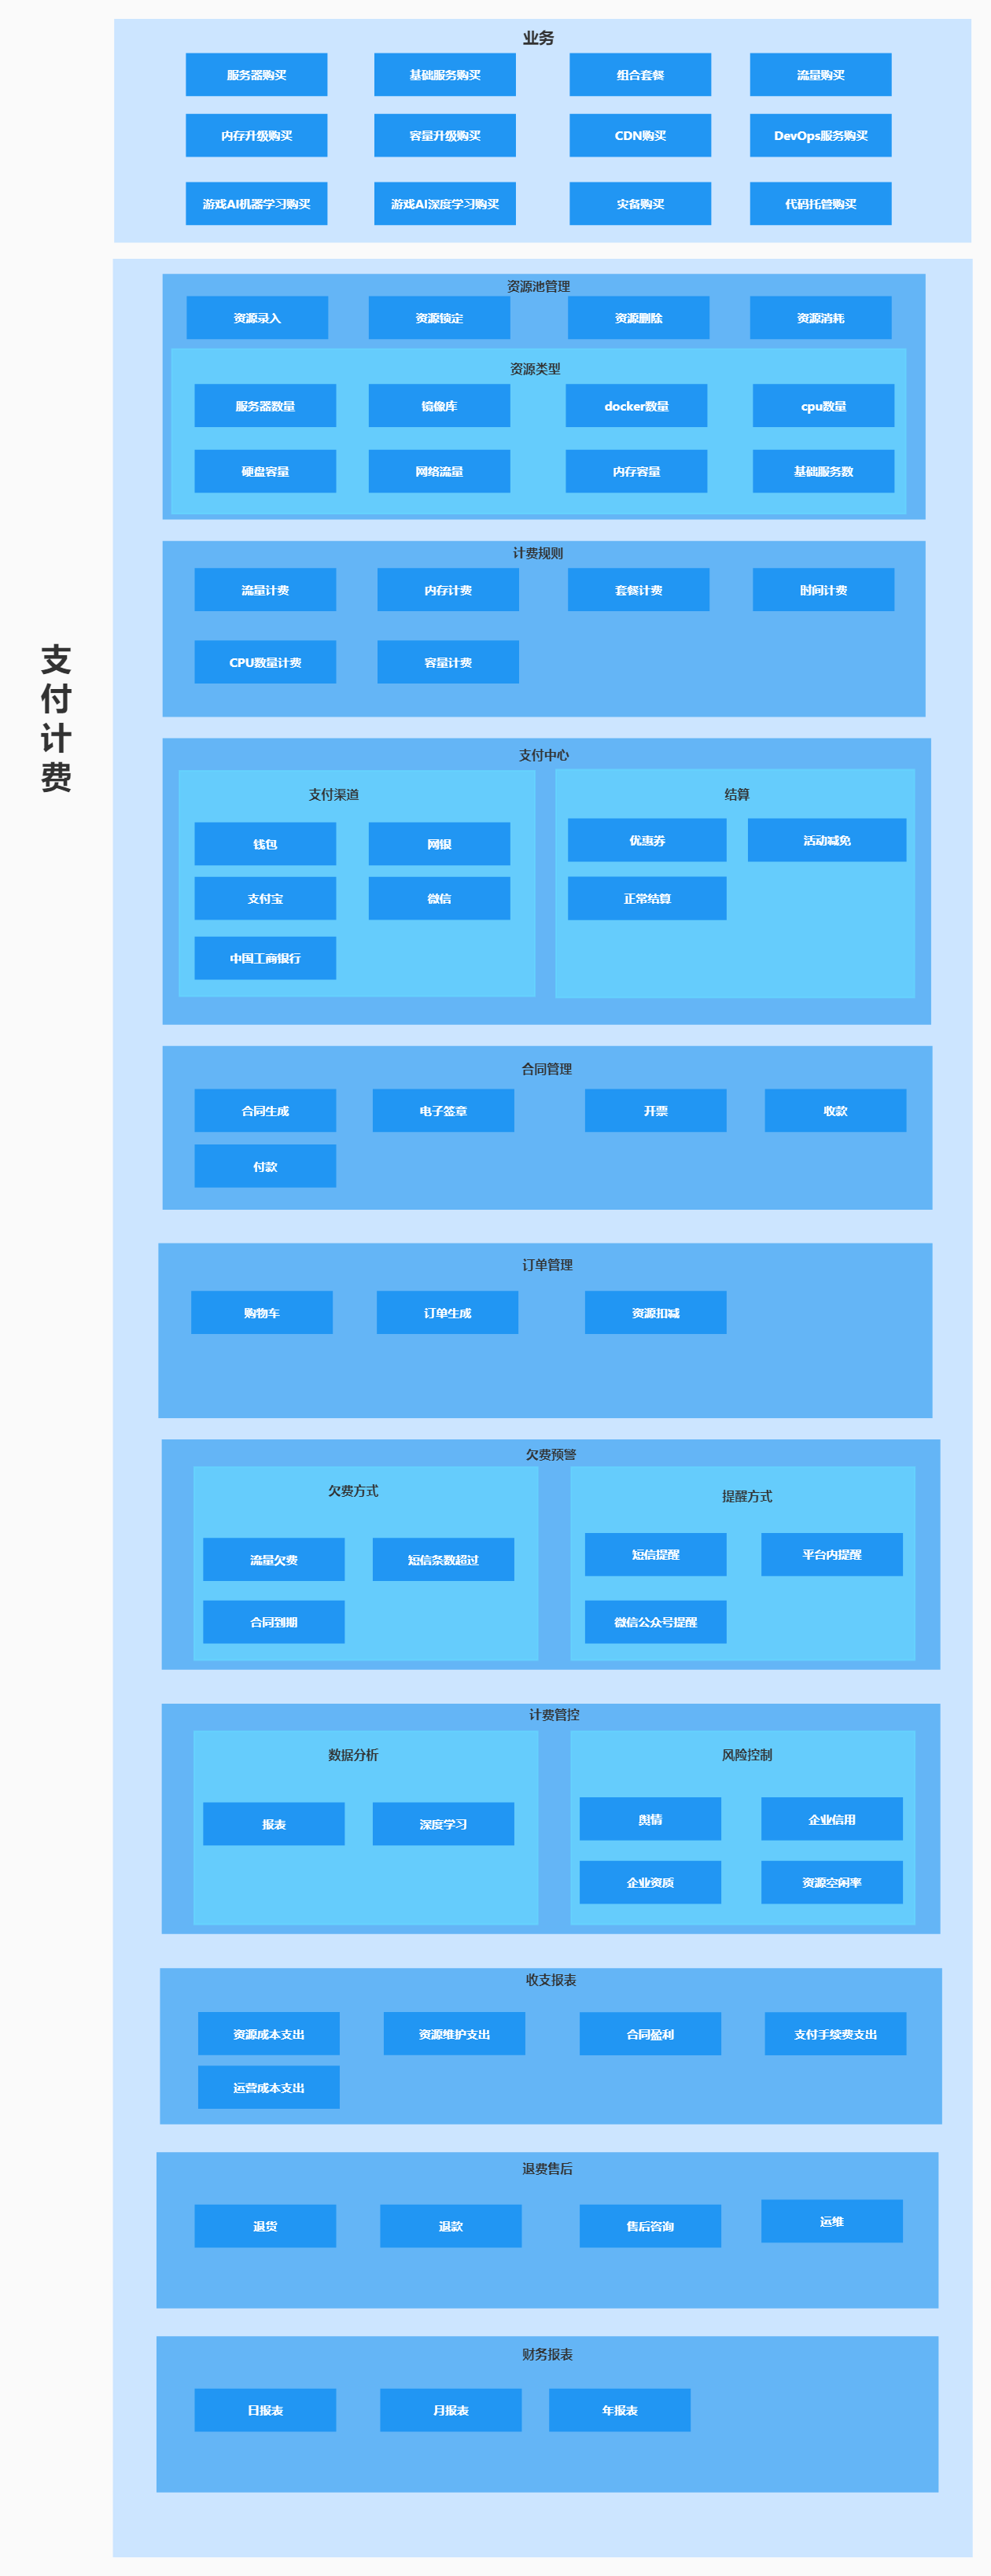 业务
服务器购买 基础服务购买 组合套餐 流量购买
内存升级购买 容量升级购买 CDN购买 DevOps服务购买
游戏AI机器学习购买 游戏AI深度学习购买 灾备购买 代码托管购买
支
付
计
费
资源池管理
资源录入 资源锁定 资源删除 资源消耗
资源类型
服务器数量 镜像库 docker数量 cpu数量
硬盘容量 网络流量 内存容量 基础服务数
计费规则
流量计费 内存计费 套餐计费 时间计费
CPU数量计费 容量计费
支付中心
支付渠道
钱包 网银
支付宝 微信
中国工商银行
结算
优惠券 活动减免
正常结算
合同管理
合同生成 电子签章 开票 收款
付款
订单管理
购物车 订单生成 资源扣减
欠费预警
欠费方式
流量欠费 短信条数超过
合同到期
提醒方式
短信提醒 平台内提醒
微信公众号提醒
计费管控
数据分析
报表 深度学习
风险控制
舆情 企业信用
企业资质 资源空闲率
收支报表
资源成本支出 资源维护支出 合同盈利 支付手续费支出
运营成本支出
退费售后
退货 退款 售后咨询 运维
财务报表
日报表 月报表 年报表